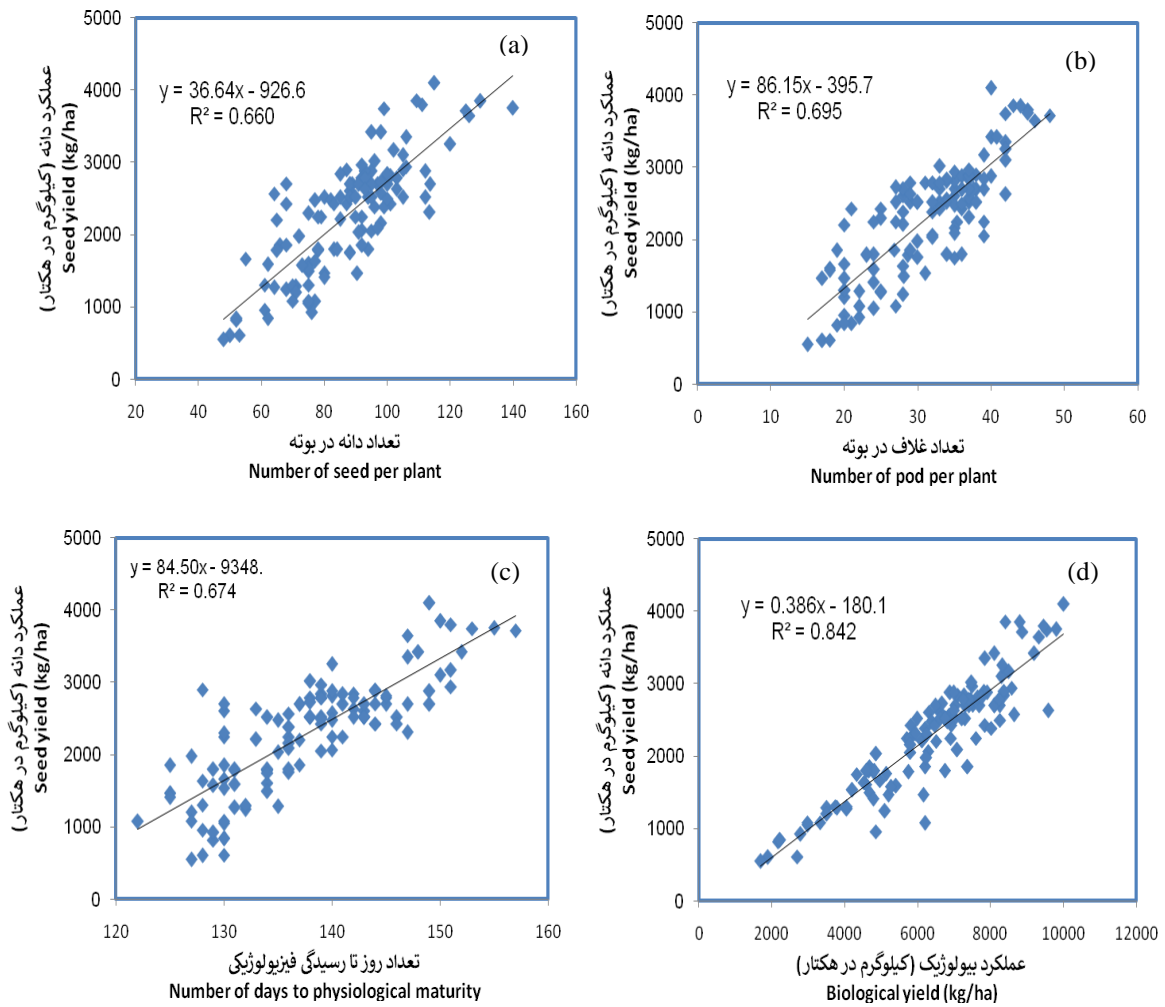 (a)
y = 36.64x - 926.6
R² = 0.660
5000
4000
3000
2000
1000
0
عملکرد دانه (کیلوگرم در هکتار)
Seed yield (kg/ha)
20 40 60 80 100 120 140 160
تعداد دانه در بوته
Number of seed per plant
(b)
y = 86.15x - 395.7
R² = 0.695
5000
4000
3000
2000
1000
0
عملکرد دانه (کیلوگرم در هکتار)
Seed yield (kg/ha)
0 10 20 30 40 50 60
تعداد غلاف در بوته
Number of pod per plant
(c)
y = 84.50x - 9348.
R² = 0.674
5000
4000
3000
2000
1000
0
عملکرد دانه (کیلوگرم در هکتار)
Seed yield (kg/ha)
120 130 140 150 160
تعداد روز تا رسیدگی فیزیولوژیکی
Number of days to physiological maturity
(d)
y = 0.386x - 180.1
R² = 0.842
5000
4000
3000
2000
1000
0
عملکرد دانه (کیلوگرم در هکتار)
Seed yield (kg/ha)
0 2000 4000 6000 8000 10000 12000
عملکرد بیولوژیک (کیلوگرم در هکتار)
Biological yield (kg/ha)